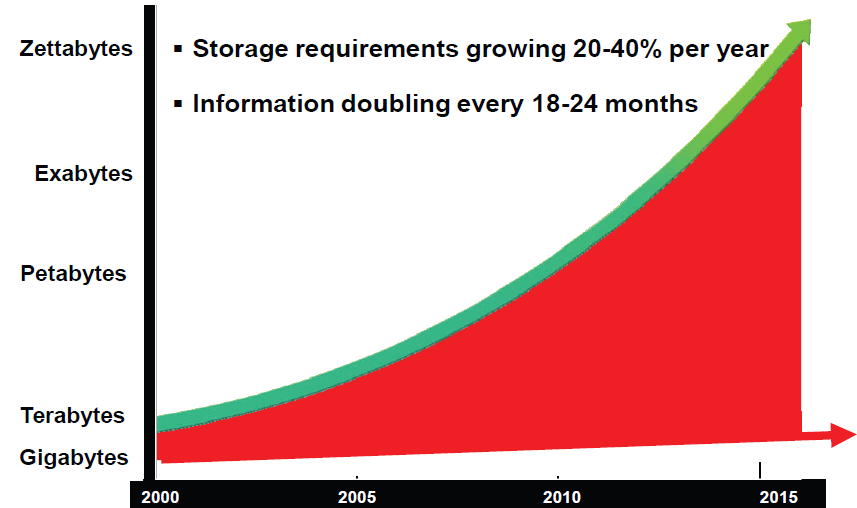 Zettabytes
▪ Storage requirements growing 20-40% per year
▪ Information doubling every 18-24 months
Exabytes
Petabytes
Terabytes
Gigabytes
2000 2005 2010 2015